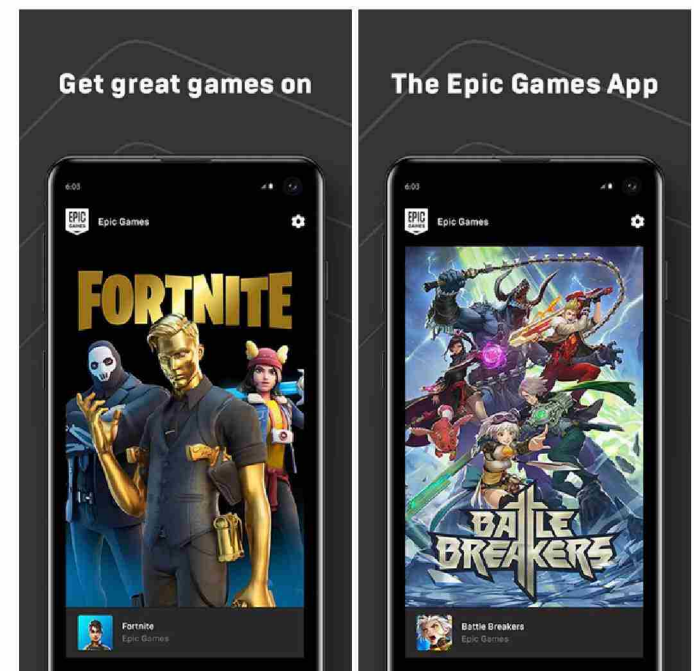 Get great games on
6:03
EPIC
GAMES
Epic Games
FORTNITE
Fortnite
Epic Games
The Epic Games App
6:03
EPIC
GAMES
Epic Games
BATTLE
BREAKERS
Battle Breakers
Epic Games